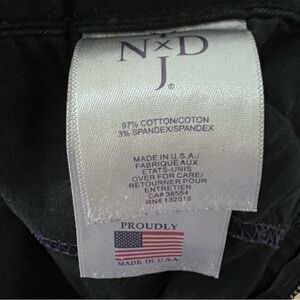 N×D
J®
97% COTTON/COTON
3% SPANDEX/SPANDEX
MADE IN U.S.A./
FABRIQUÉ AUX
ETATS-UNIS
OVER FOR CARE/
RETOURNER POUR
ENTRETIEN
CA# 38554
RN# 132016
PROUDLY
MADE IN U.S.A.